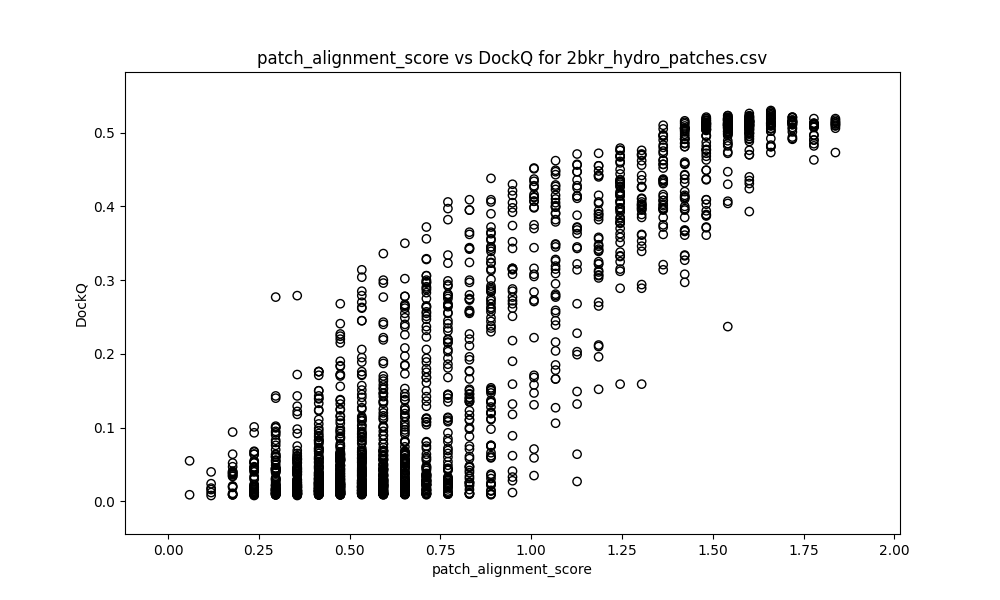 patch_alignment_score vs DockQ for 2bkr_hydro_patches.csv
DockQ
0.5
0.4
0.3
0.2
0.1
0.0
0.00 0.25 0.50 0.75 1.00 1.25 1.50 1.75 2.00
patch_alignment_score